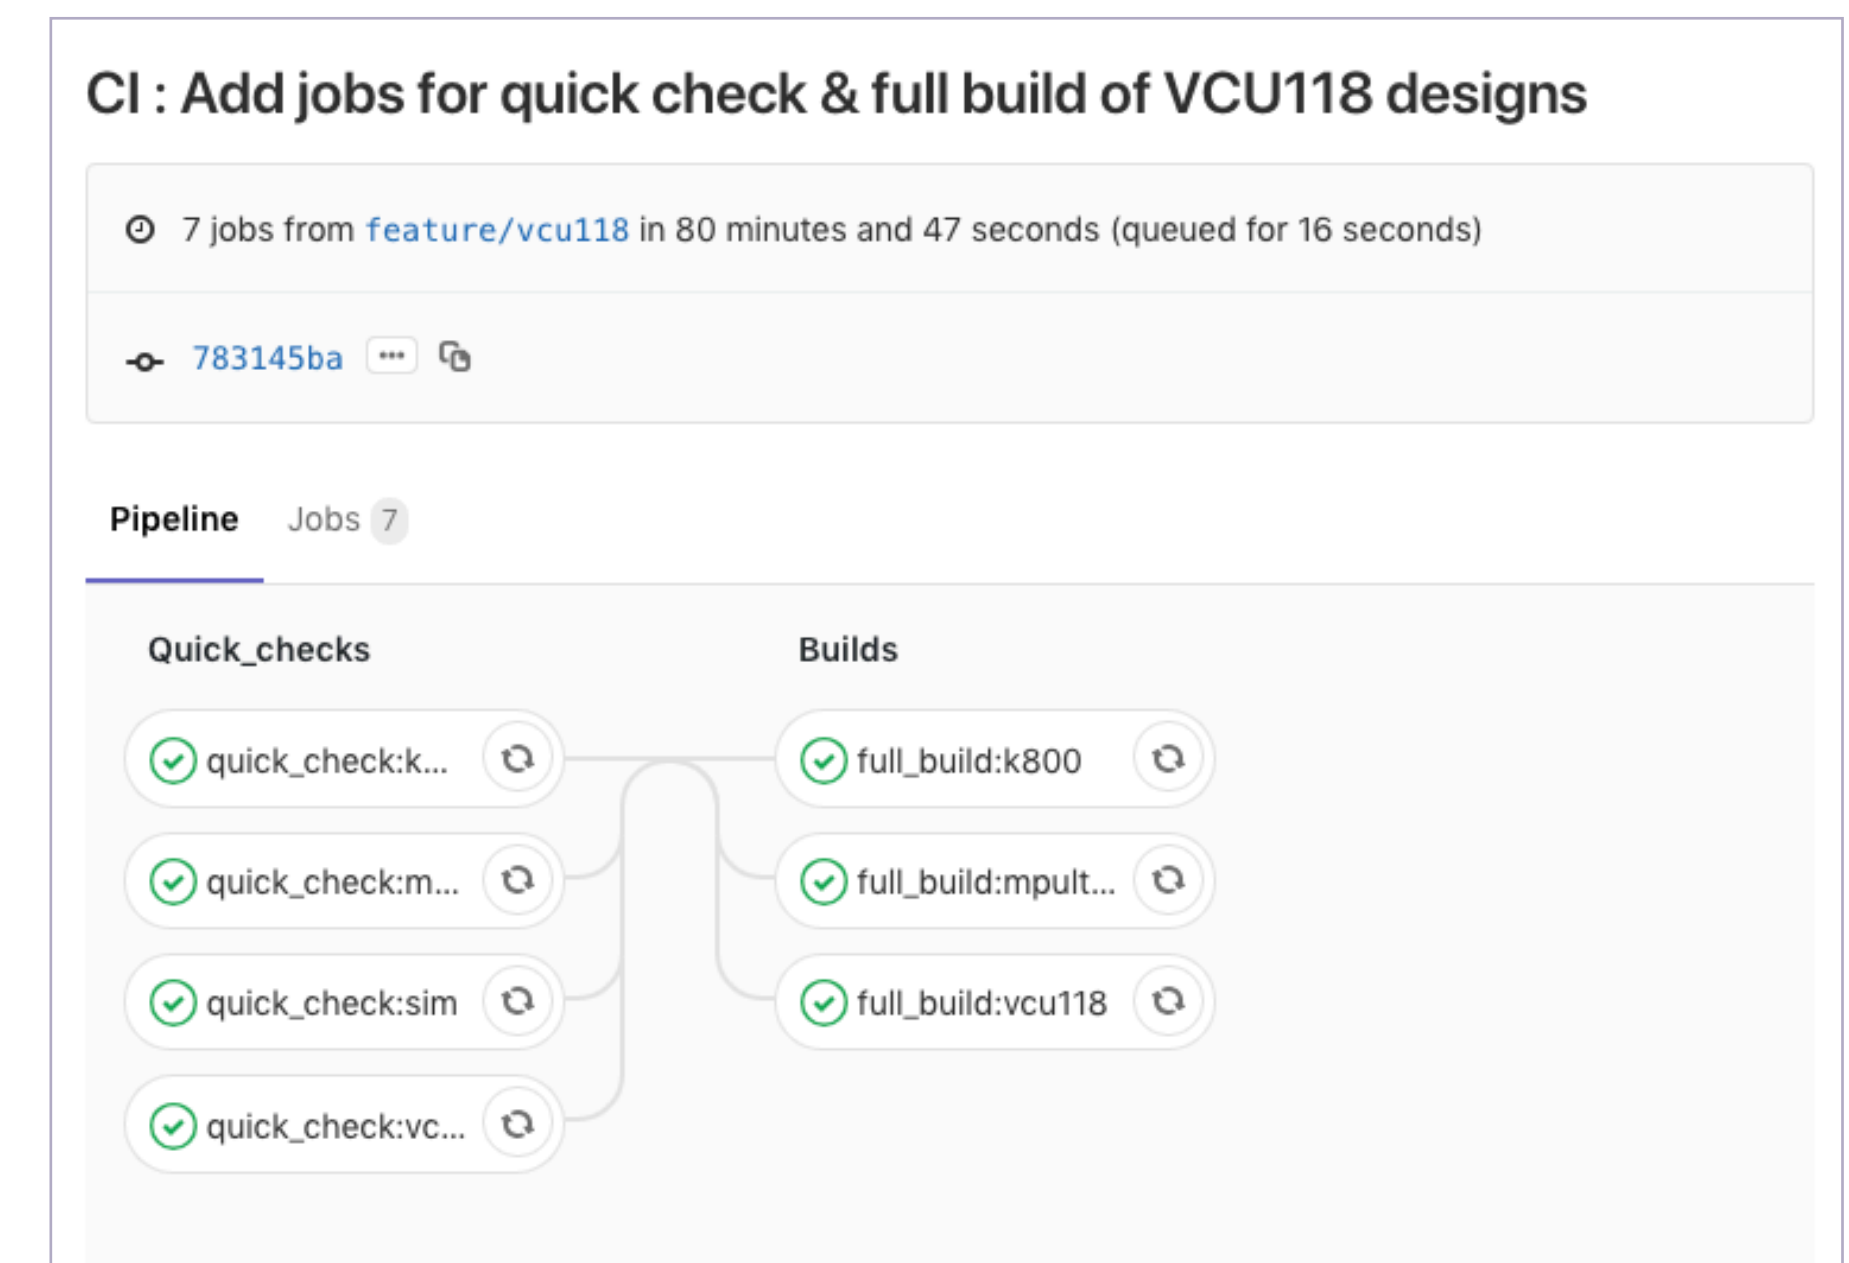 CI : Add jobs for quick check & full build of VCU118 designs
7 jobs from feature/vcu118 in 80 minutes and 47 seconds (queued for 16 seconds)
783145ba ...
Pipeline Jobs 7
Quick_checks Builds
quick_check:k... full_build:k800
quick_check:m... full_build:mpult...
quick_check:sim full_build:vcu118
quick_check:vc...